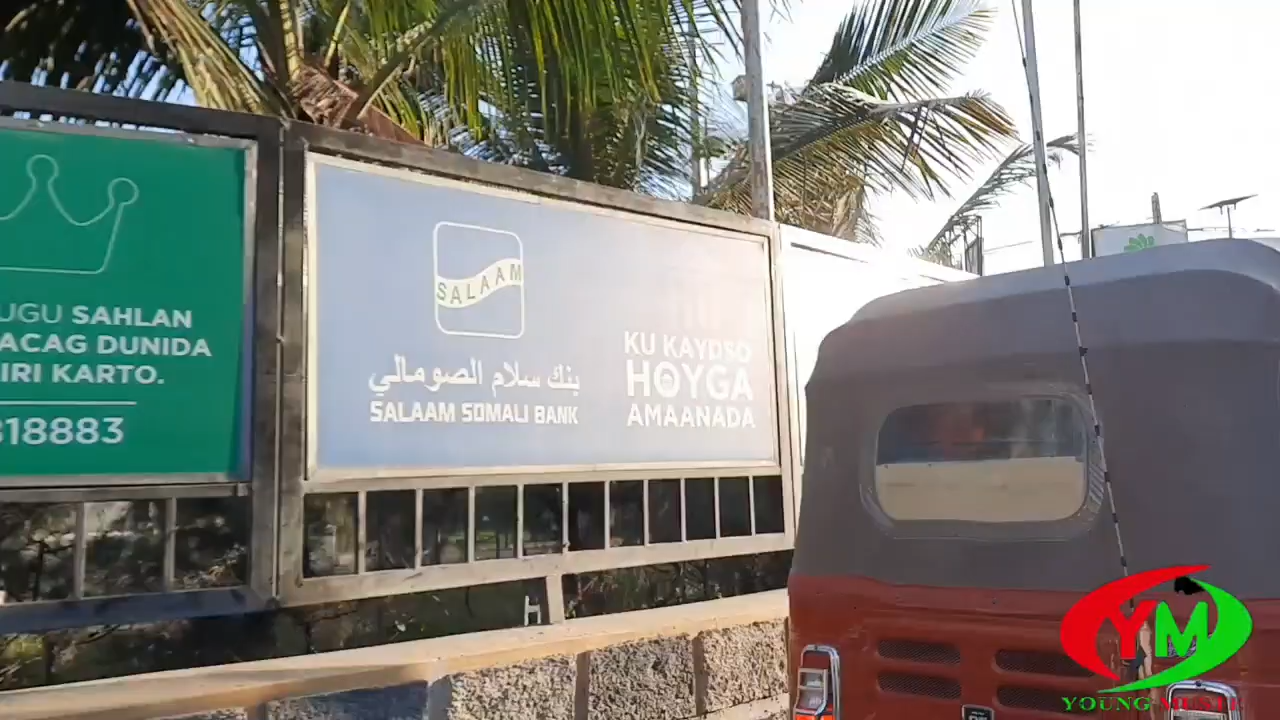 UGU SAHLAN
ACAG DUNIDA
IRI KARTO.
318883
SALAAM
بنك سلام الصومالي
SALAAM SOMALI BANK
KU KAYDSO
HOYGA
AMAANADA
H
YM
YOUNG MUSE